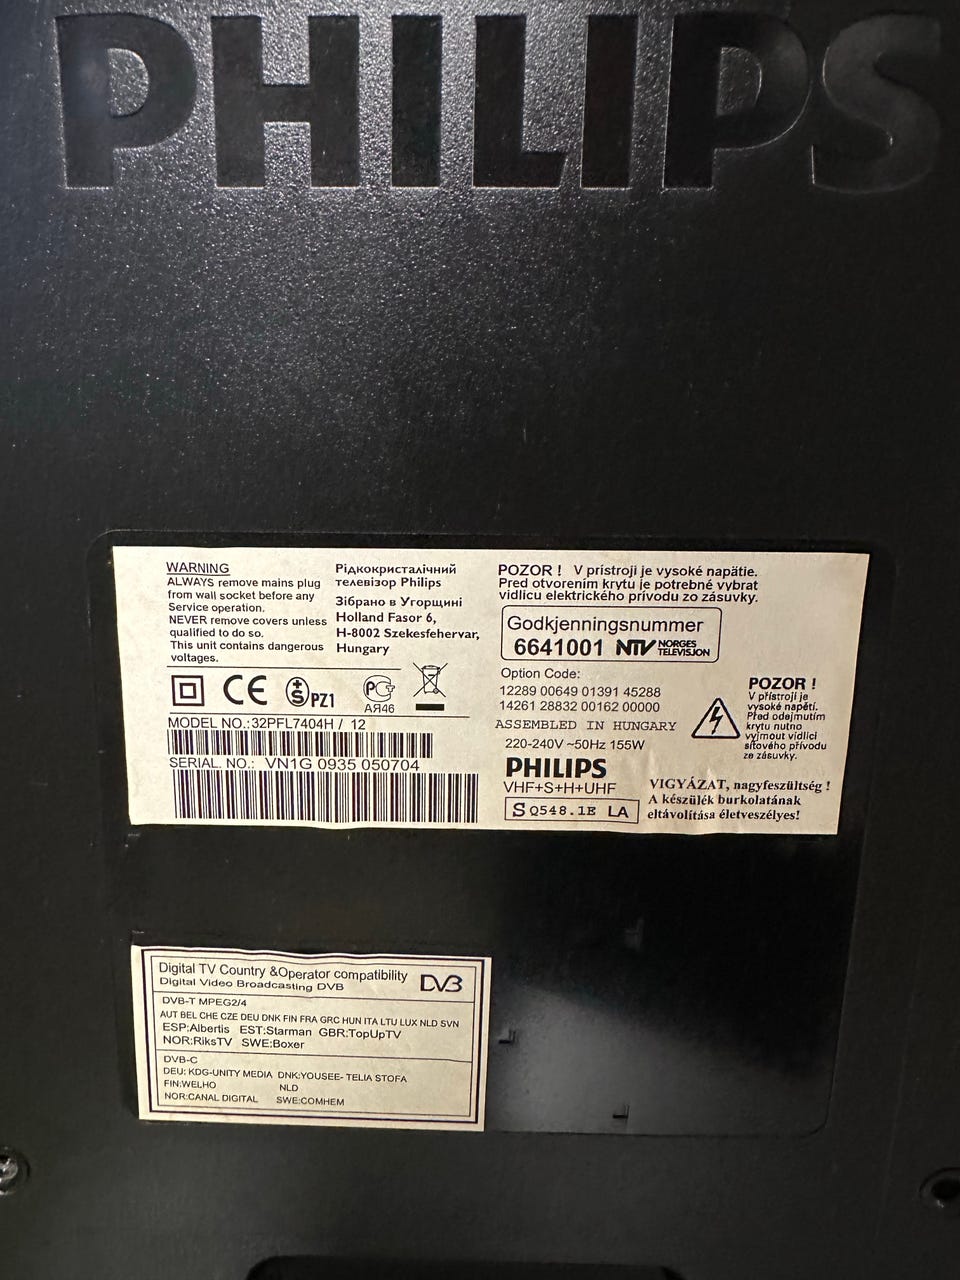 PHILIPS
WARNING
ALWAYS remove mains plug
from wall socket before any
Service operation.
NEVER remove covers unless
qualified to do so.
This unit contains dangerous
voltages.
Рідкокристалічний
телевізор Philips
Зібрано в Угорщині
Holland Fasor 6,
H-8002 Szekesfehervar,
Hungary
CE
S PZ1
АЯ46
MODEL NO.:32PFL7404H / 12
SERIAL. NO.: VN1G 0935 050704
POZOR ! V prístroji je vysoké napätie.
Pred otvorením krytu je potrebné vybrat
vidlicu elektrického prívodu zo zásuvky.
Godkjenningsnummer
6641001 NTV NORGES
TELEVISJON
Option Code:
12289 00649 01391 45288
14261 28832 00162 00000
ASSEMBLED IN HUNGARY
220-240V ~50Hz 155W
PHILIPS
VHF+S+H+UHF
S Q548.1E LA
POZOR !
V přístroji je
vysoké napětí.
Před odejmutím
krytu nutno
vyjmout vidlici
síťového přívodu
ze zásuvky.
VIGYÁZAT, nagyfeszültség !
A készülék burkolatának
eltávolítása életveszélyes!
Digital TV Country &Operator compatibility
Digital Video Broadcasting DVB
DVB
DVB-T MPEG2/4
AUT BEL CHE CZE DEU DNK FIN FRA GRC HUN ITA LTU LUX NLD SVN
ESP:Albertis EST:Starman GBR:TopUpTV
NOR:RiksTV SWE:Boxer
DVB-C
DEU: KDG-UNITY MEDIA DNK:YOUSEE- TELIA STOFA
FIN:WELHO NLD
NOR:CANAL DIGITAL SWE:COMHEM